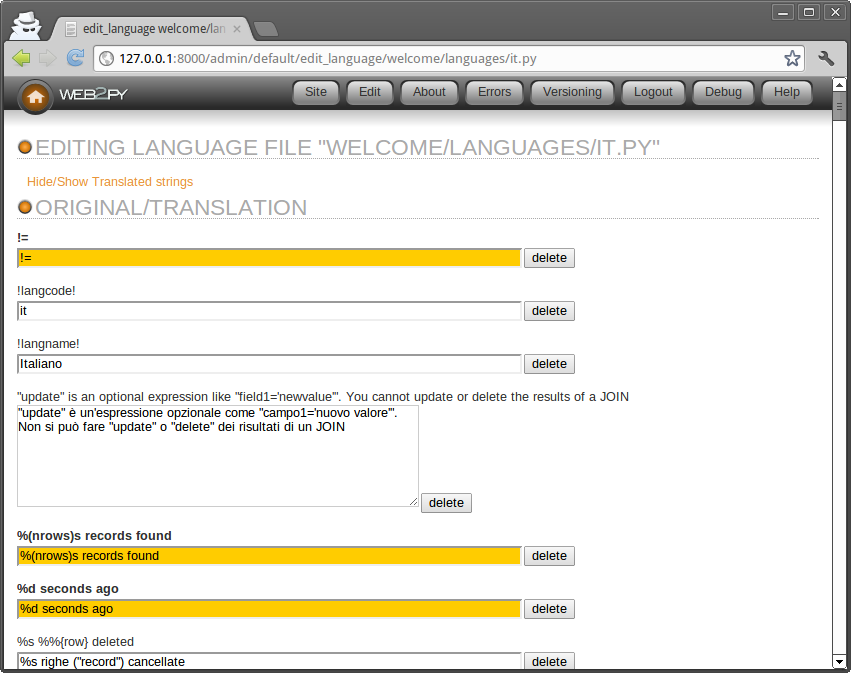 edit_language welcome/lan
127.0.0.1:8000/admin/default/edit_language/welcome/languages/it.py
WEB2PY Site Edit About Errors Versioning Logout Debug Help
EDITING LANGUAGE FILE "WELCOME/LANGUAGES/IT.PY"
Hide/Show Translated strings
ORIGINAL/TRANSLATION
!=
!= delete
!langcode!
it delete
!langname!
Italiano delete
"update" is an optional expression like "field1='newvalue'". You cannot update or delete the results of a JOIN
"update" è un'espressione opzionale come "campo1='nuovo valore'".
Non si può fare "update" o "delete" dei risultati di un JOIN
delete
%(nrows)s records found
%(nrows)s records found delete
%d seconds ago
%d seconds ago delete
%s %%{row} deleted
%s righe ("record") cancellate delete